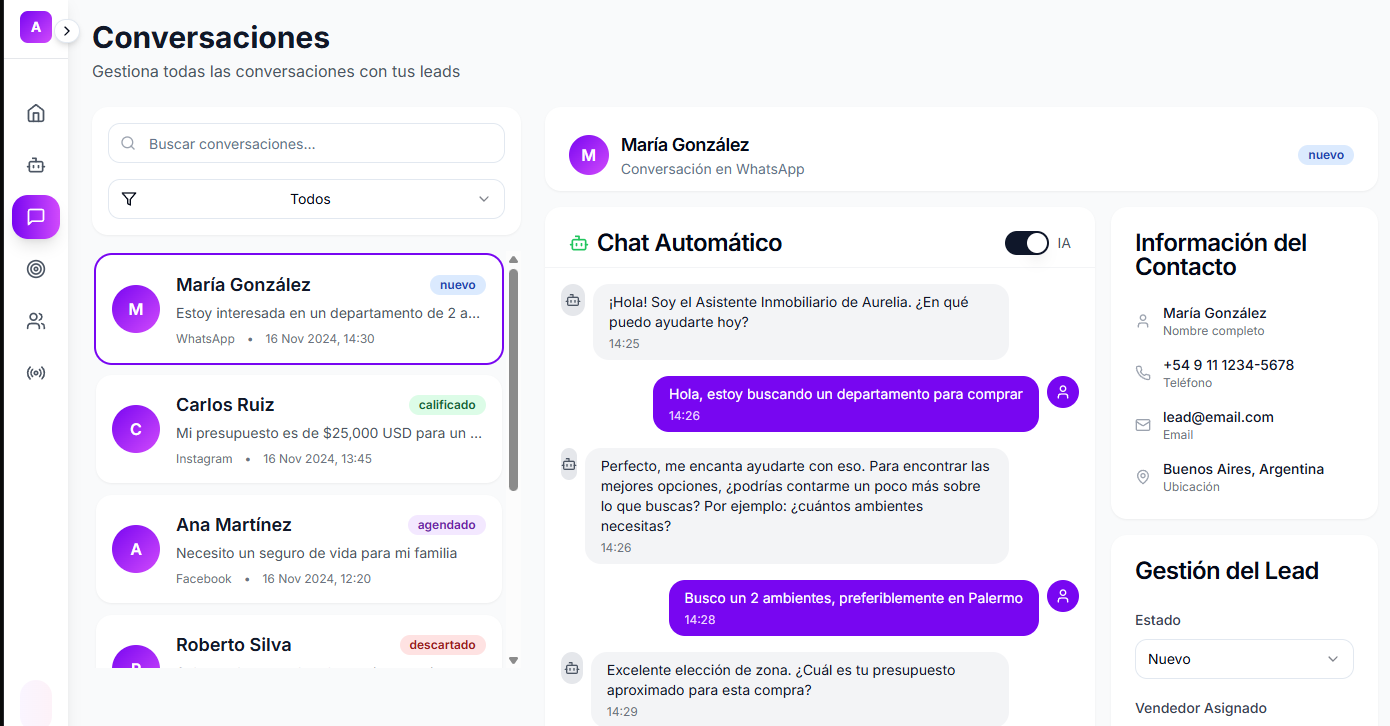 A
Conversaciones
Gestiona todas las conversaciones con tus leads
Buscar conversaciones...
Todos
M
María González
nuevo
Estoy interesada en un departamento de 2 a...
WhatsApp • 16 Nov 2024, 14:30
C
Carlos Ruiz
calificado
Mi presupuesto es de $25,000 USD para un ...
Instagram • 16 Nov 2024, 13:45
A
Ana Martínez
agendado
Necesito un seguro de vida para mi familia
Facebook • 16 Nov 2024, 12:20
Roberto Silva
descartado
M
María González
Conversación en WhatsApp
nuevo
Chat Automático
IA
¡Hola! Soy el Asistente Inmobiliario de Aurelia. ¿En qué
puedo ayudarte hoy?
14:25
Hola, estoy buscando un departamento para comprar
14:26
Perfecto, me encanta ayudarte con eso. Para encontrar las
mejores opciones, ¿podrías contarme un poco más sobre
lo que buscas? Por ejemplo: ¿cuántos ambientes
necesitas?
14:26
Busco un 2 ambientes, preferiblemente en Palermo
14:28
Excelente elección de zona. ¿Cuál es tu presupuesto
aproximado para esta compra?
14:29
Información del
Contacto
María González
Nombre completo
+54 9 11 1234-5678
Teléfono
lead@email.com
Email
Buenos Aires, Argentina
Ubicación
Gestión del Lead
Estado
Nuevo
Vendedor Asignado